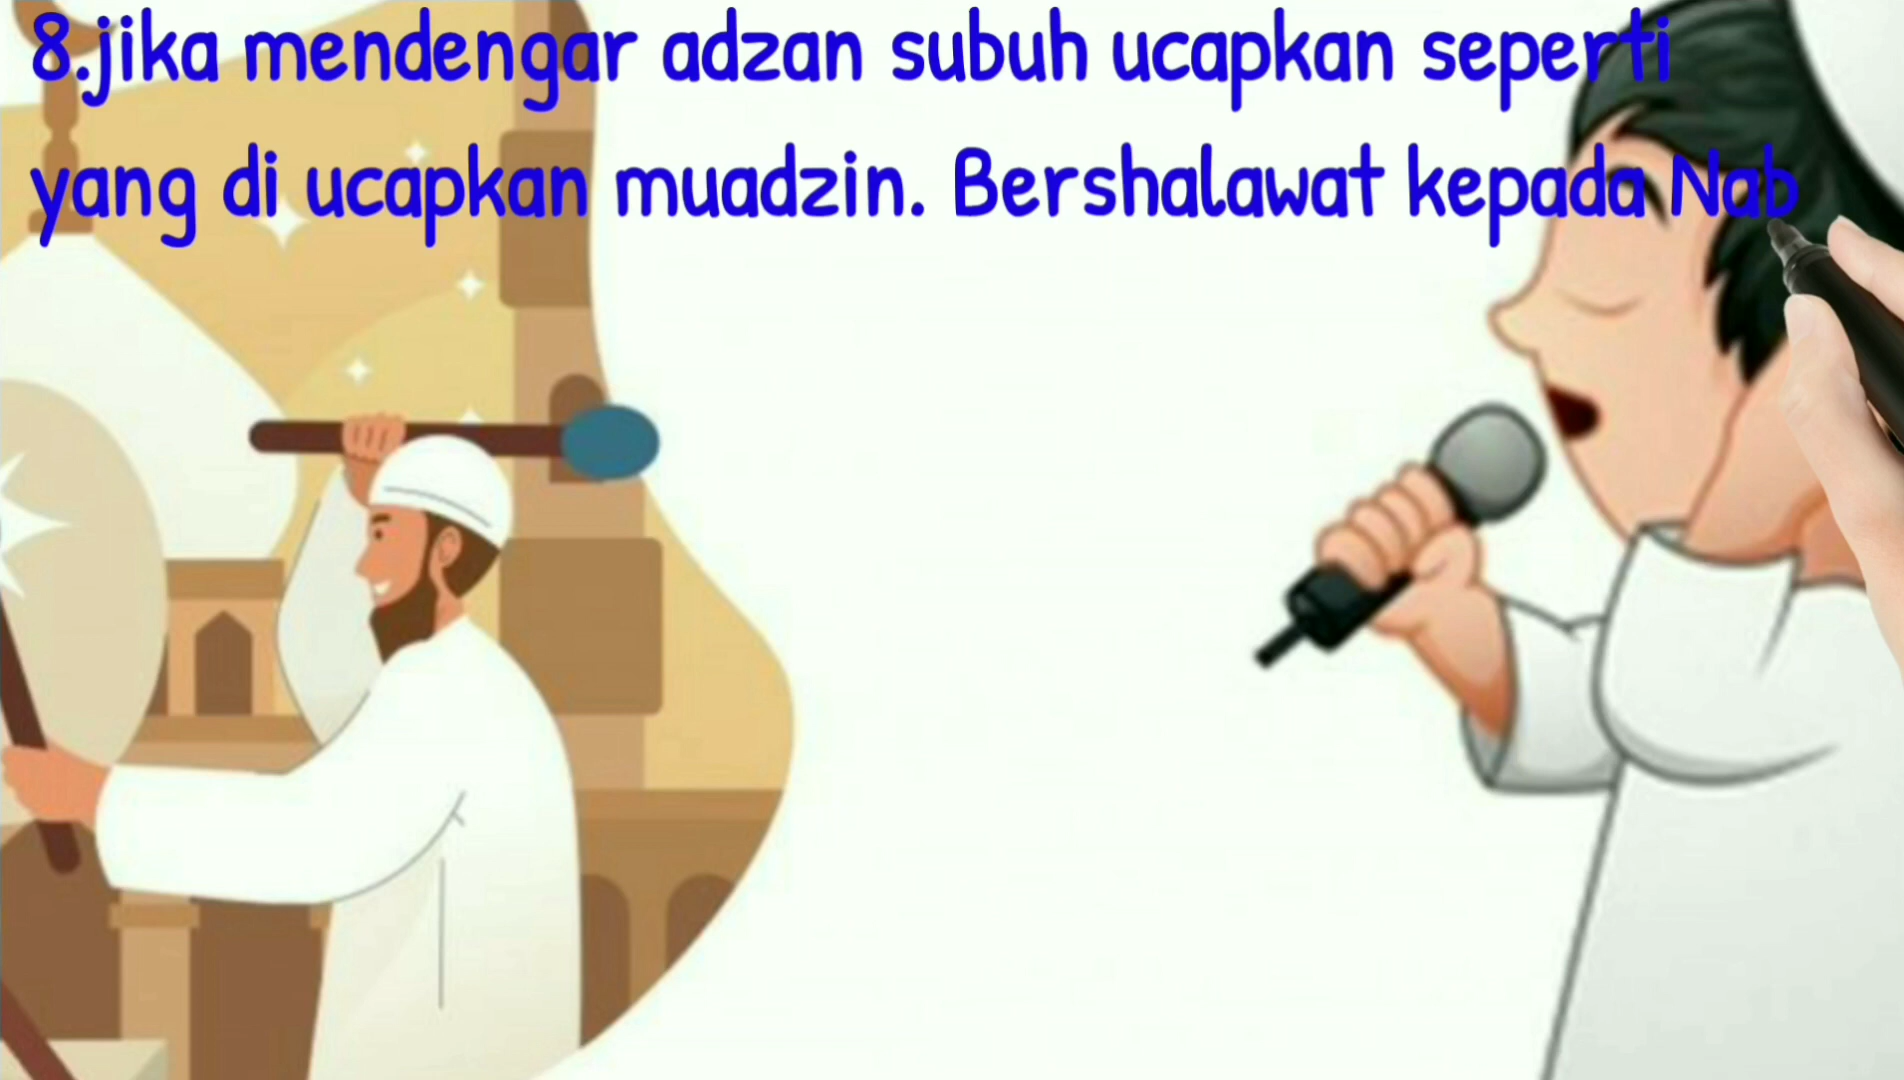 8.jika mendengar adzan subuh ucapkan seperti
yang di ucapkan muadzin. Bershalawat kepada Nab